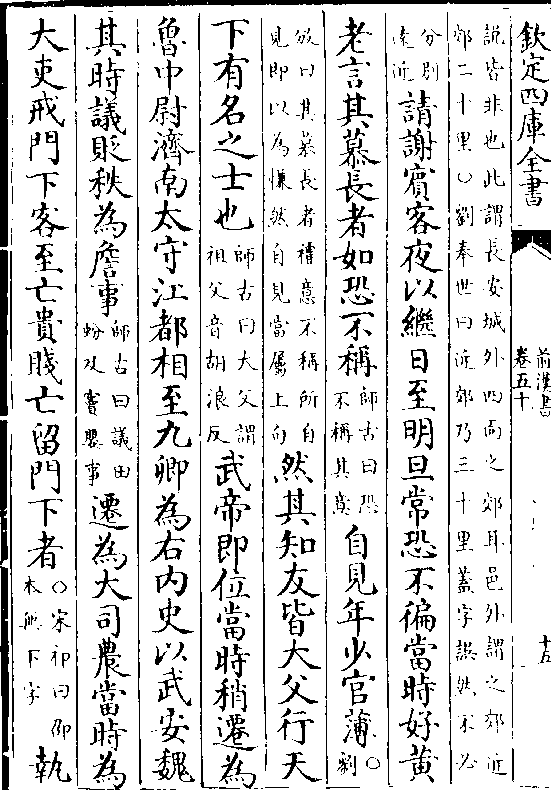 欽定四庫全書
前漢書
卷五十
十五
說皆非也此謂長安城外四面之郊耳邑外謂之郊近
郊二十里○劉奉世曰近郊乃三十里蓋字誤然不必
分別
遠近
請謝賓客夜以繼日至明旦常恐不徧當時好黄
老言其慕長者如恐不稱
師古曰恐
不稱其意
自見年少官薄
○劉
攽曰其慕長者禮意不稱所自
見即以為慊然自見當屬上句
然其知友皆大父行天
下有名之士也
師古曰大父謂
祖父音胡浪反
武帝即位當時稍遷為
魯中尉濟南太守江都相至九卿為右内史以武安魏
其時議貶秩為詹事
師古曰議田
蚡及竇嬰事
遷為大司農當時為
大吏戒門下客至亡貴賤亡留門下者
○宋祁曰邵
本無下字
執